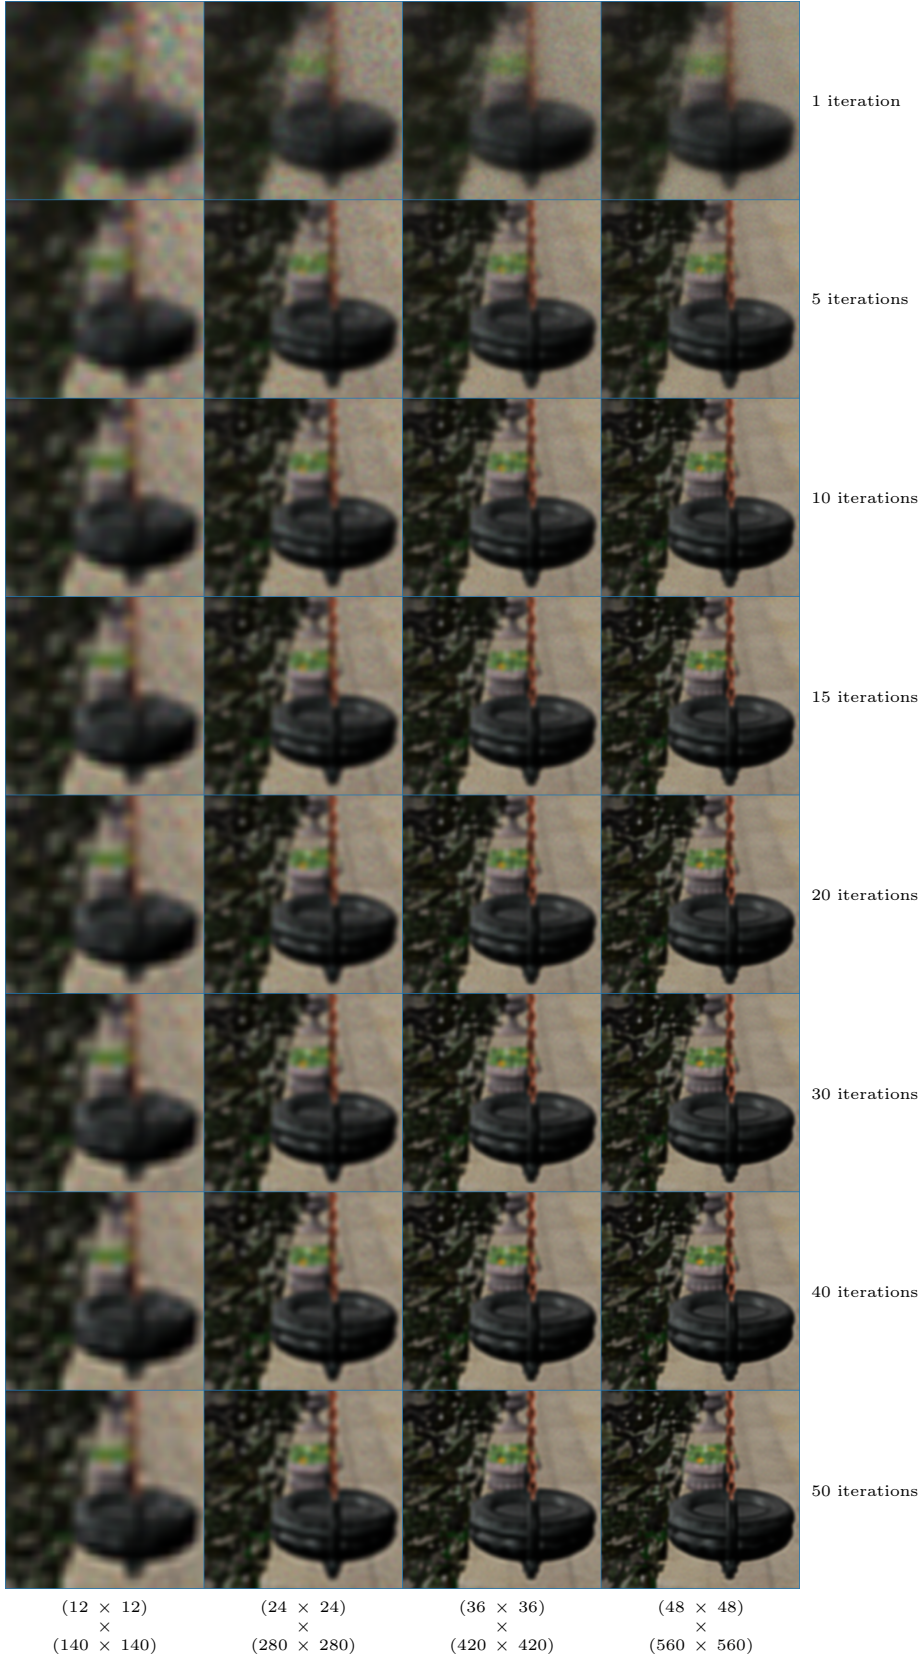 1 iteration
5 iterations
10 iterations
15 iterations
20 iterations
30 iterations
40 iterations
50 iterations
(12 × 12) (24 × 24) (36 × 36) (48 × 48)
× × × ×
(140 × 140) (280 × 280) (420 × 420) (560 × 560)